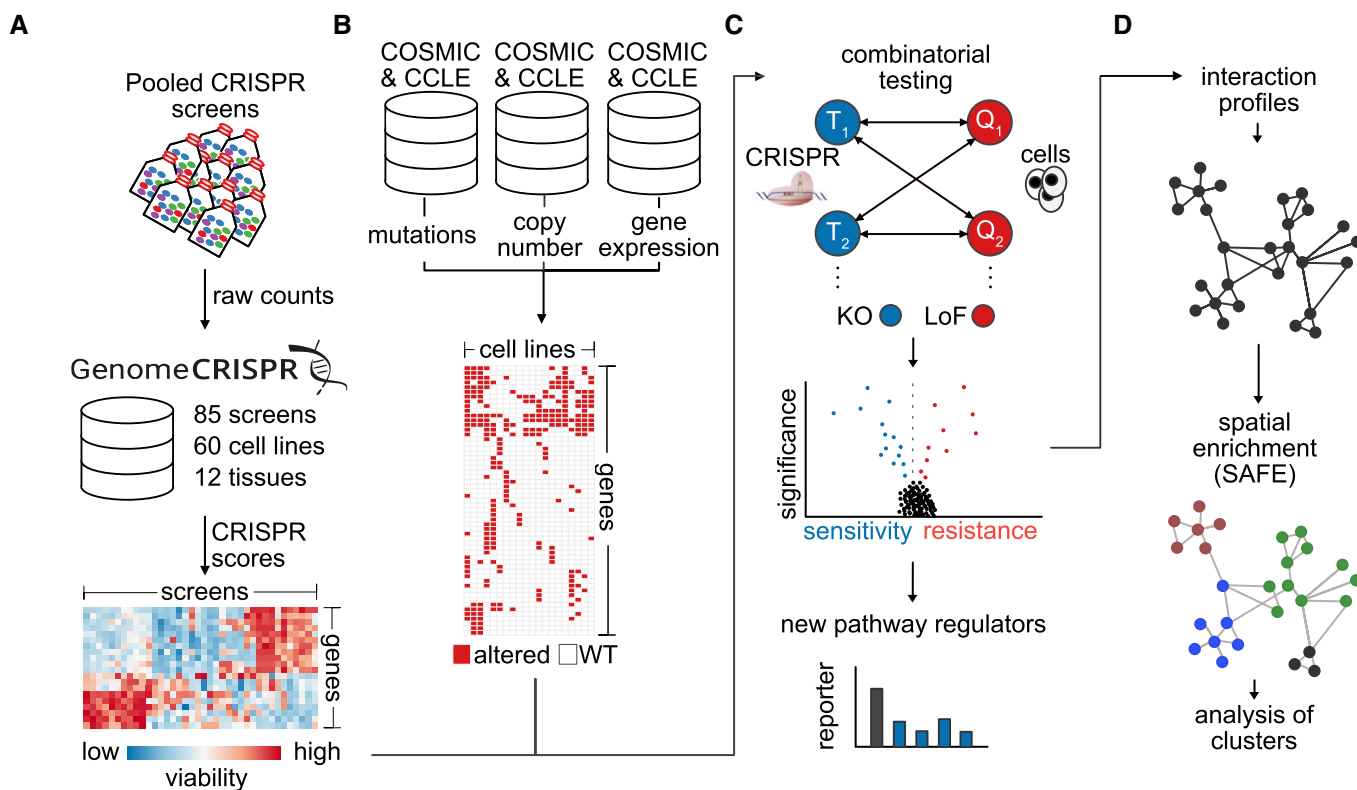 A
Pooled CRISPR
screens
raw counts
GenomeCRISPR
85 screens
60 cell lines
12 tissues
CRISPR
scores
screens
genes
low
high
viability
B
COSMIC
& CCLE
COSMIC
& CCLE
COSMIC
& CCLE
mutations
copy
number
gene
expression
cell lines
genes
altered
WT
C
combinatorial
testing
T1
Q1
CRISPR
cells
T2
Q2
KO
LoF
significance
sensitivity
resistance
new pathway regulators
reporter
D
interaction
profiles
spatial
enrichment
(SAFE)
analysis of
clusters